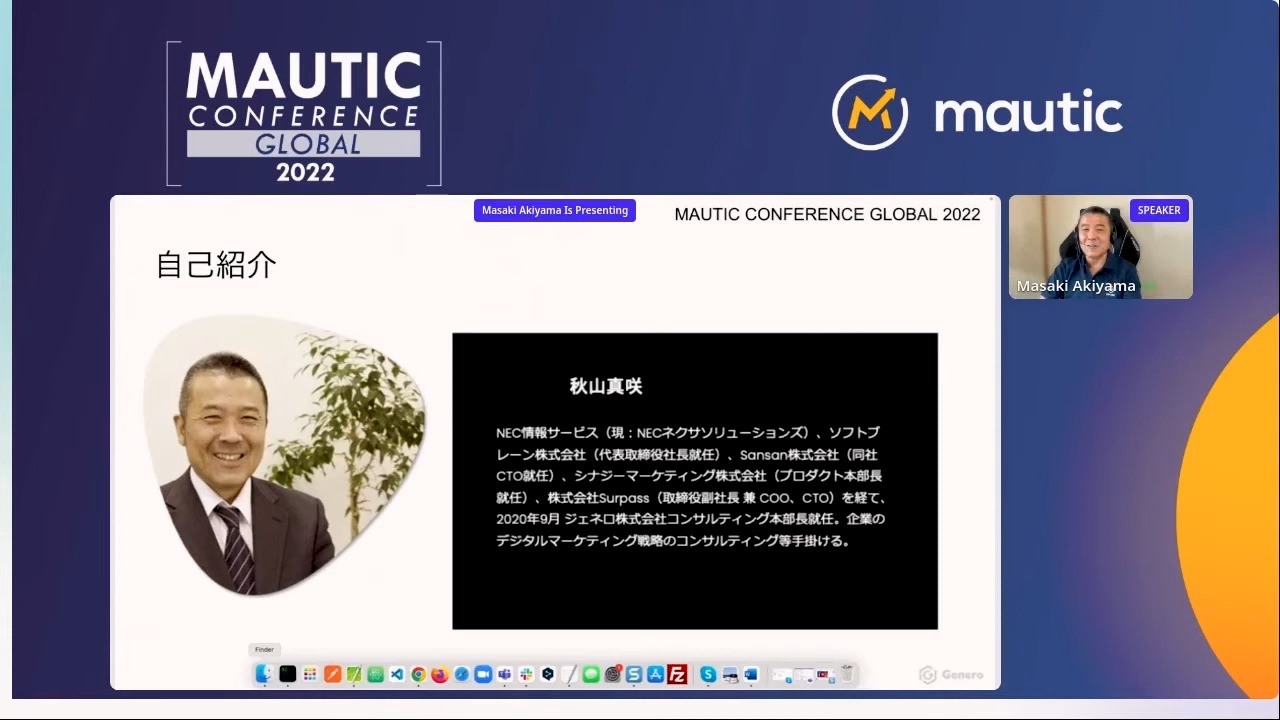 MAUTIC
CONFERENCE
GLOBAL
2022
mautic
Masaki Akiyama Is Presenting
MAUTIC CONFERENCE GLOBAL 2022
SPEAKER
Masaki Akiyama
自己紹介
秋山真咲
NEC情報サービス（現：NECネクサソリューションズ）、ソフトブ
レーン株式会社（代表取締役社長就任）、Sansan株式会社（同社
CTO就任）、シナジーマーケティング株式会社（プロダクト本部長
就任）、株式会社Surpass（取締役副社長 兼 COO、CTO）を経て、
2020年9月 ジェネロ株式会社コンサルティング本部長就任。企業の
デジタルマーケティング戦略のコンサルティング等手掛ける。
Finder
Genero